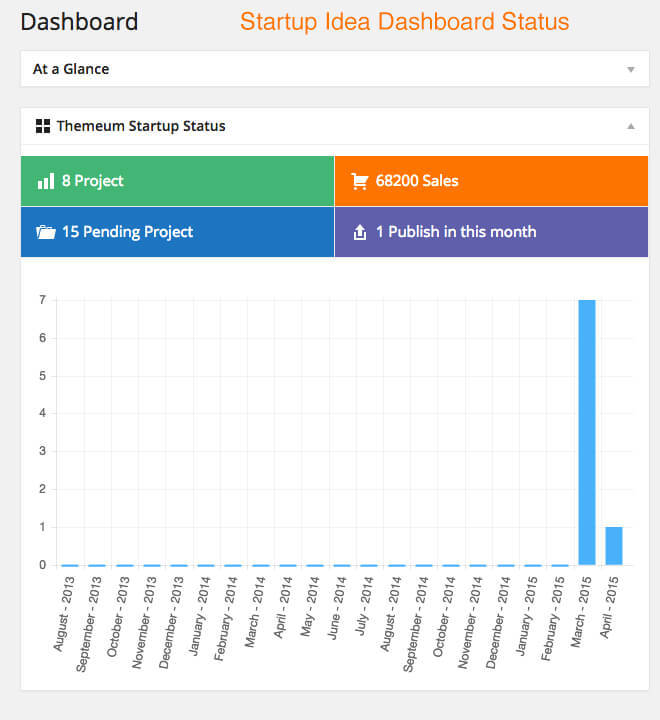 Dashboard Startup Idea Dashboard Status
At a Glance
Themeum Startup Status
8 Project 68200 Sales
15 Pending Project 1 Publish in this month
7
6
5
4
3
2
1
0
August - 2013
September - 2013
October - 2013
November - 2013
December - 2013
January - 2014
February - 2014
March - 2014
April - 2014
May - 2014
June - 2014
July - 2014
August - 2014
September - 2014
October - 2014
November - 2014
December - 2014
January - 2015
February - 2015
March - 2015
April - 2015